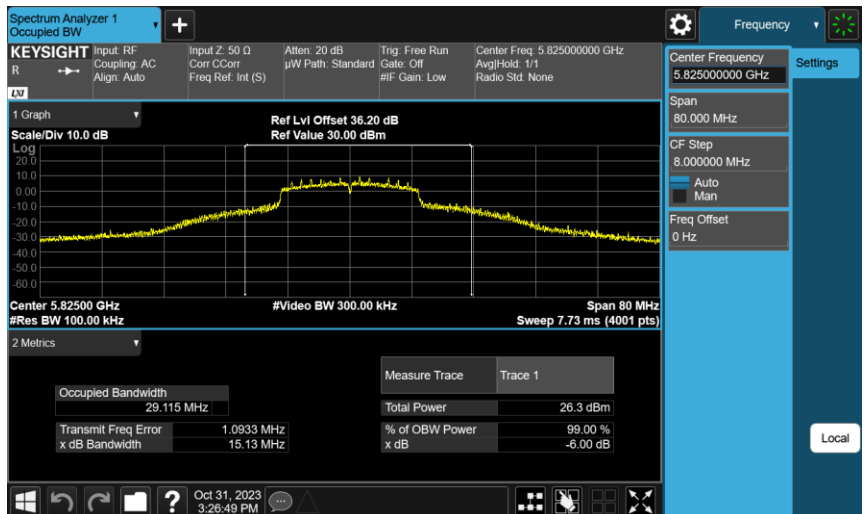 Spectrum Analyzer 1
Occupied BW
Frequency
KEYSIGHT
R
LXI
Input: RF
Coupling: AC
Align: Auto
Input Z: 50 Ω
Corr CCorr
Freq Ref: Int (S)
Atten: 20 dB
µW Path: Standard
Trig: Free Run
Gate: Off
#IF Gain: Low
Center Freq: 5.825000000 GHz
Avg|Hold: 1/1
Radio Std: None
Center Frequency
5.825000000 GHz
Settings
Span
80.000 MHz
CF Step
8.000000 MHz
Auto
Man
Freq Offset
0 Hz
Local
1 Graph
Scale/Div 10.0 dB
Ref Lvl Offset 36.20 dB
Ref Value 30.00 dBm
Log
20.0
10.0
0.00
-10.0
-20.0
-30.0
-40.0
-50.0
-60.0
Center 5.82500 GHz
#Res BW 100.00 kHz
#Video BW 300.00 kHz
Span 80 MHz
Sweep 7.73 ms (4001 pts)
2 Metrics
Occupied Bandwidth
29.115 MHz
Transmit Freq Error 1.0933 MHz
x dB Bandwidth 15.13 MHz
Measure Trace Trace 1
Total Power 26.3 dBm
% of OBW Power 99.00 %
x dB -6.00 dB
?
Oct 31, 2023
3:26:49 PM